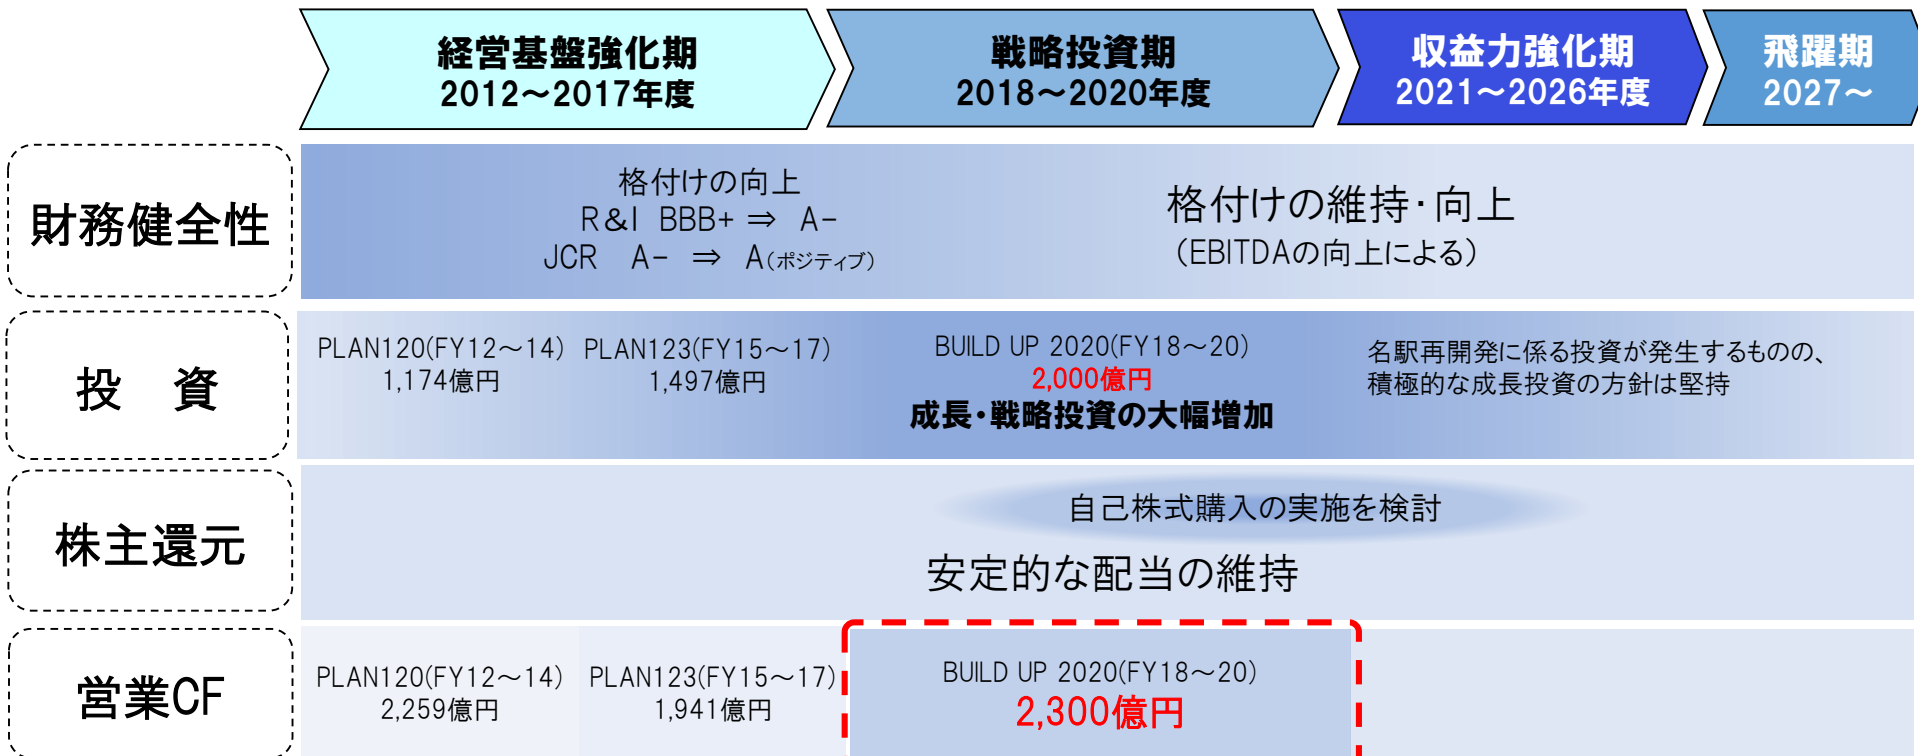 経営基盤強化期
2012～2017年度
戦略投資期
2018～2020年度
収益力強化期
2021～2026年度
飛躍期
2027～
財務健全性
格付けの向上
R&I BBB+ ⇒ A-
JCR A- ⇒ A(ポジティブ)
格付けの維持・向上
(EBITDAの向上による)
投 資
PLAN120(FY12～14)
1,174億円
PLAN123(FY15～17)
1,497億円
BUILD UP 2020(FY18～20)
2,000億円
成長・戦略投資の大幅増加
名駅再開発に係る投資が発生するものの、
積極的な成長投資の方針は堅持
株主還元
自己株式購入の実施を検討
安定的な配当の維持
営業CF
PLAN120(FY12～14)
2,259億円
PLAN123(FY15～17)
1,941億円
BUILD UP 2020(FY18～20)
2,300億円